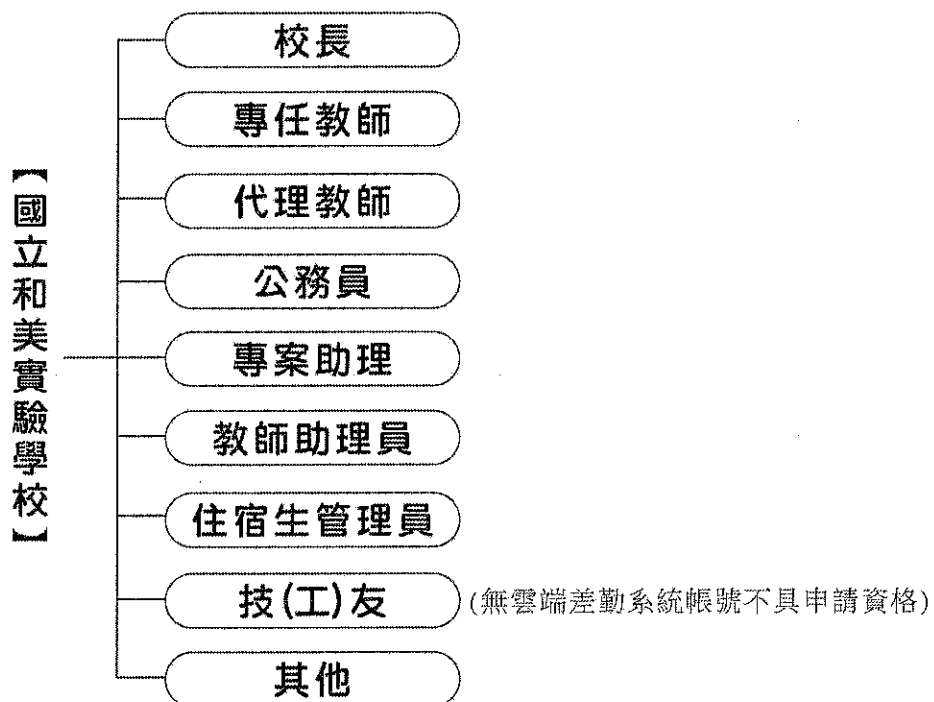 【國立和美實驗學校】
校長
專任教師
代理教師
公務員
專案助理
教師助理員
住宿生管理員
技(工)友 (無雲端差勤系統帳號不具申請資格)
其他